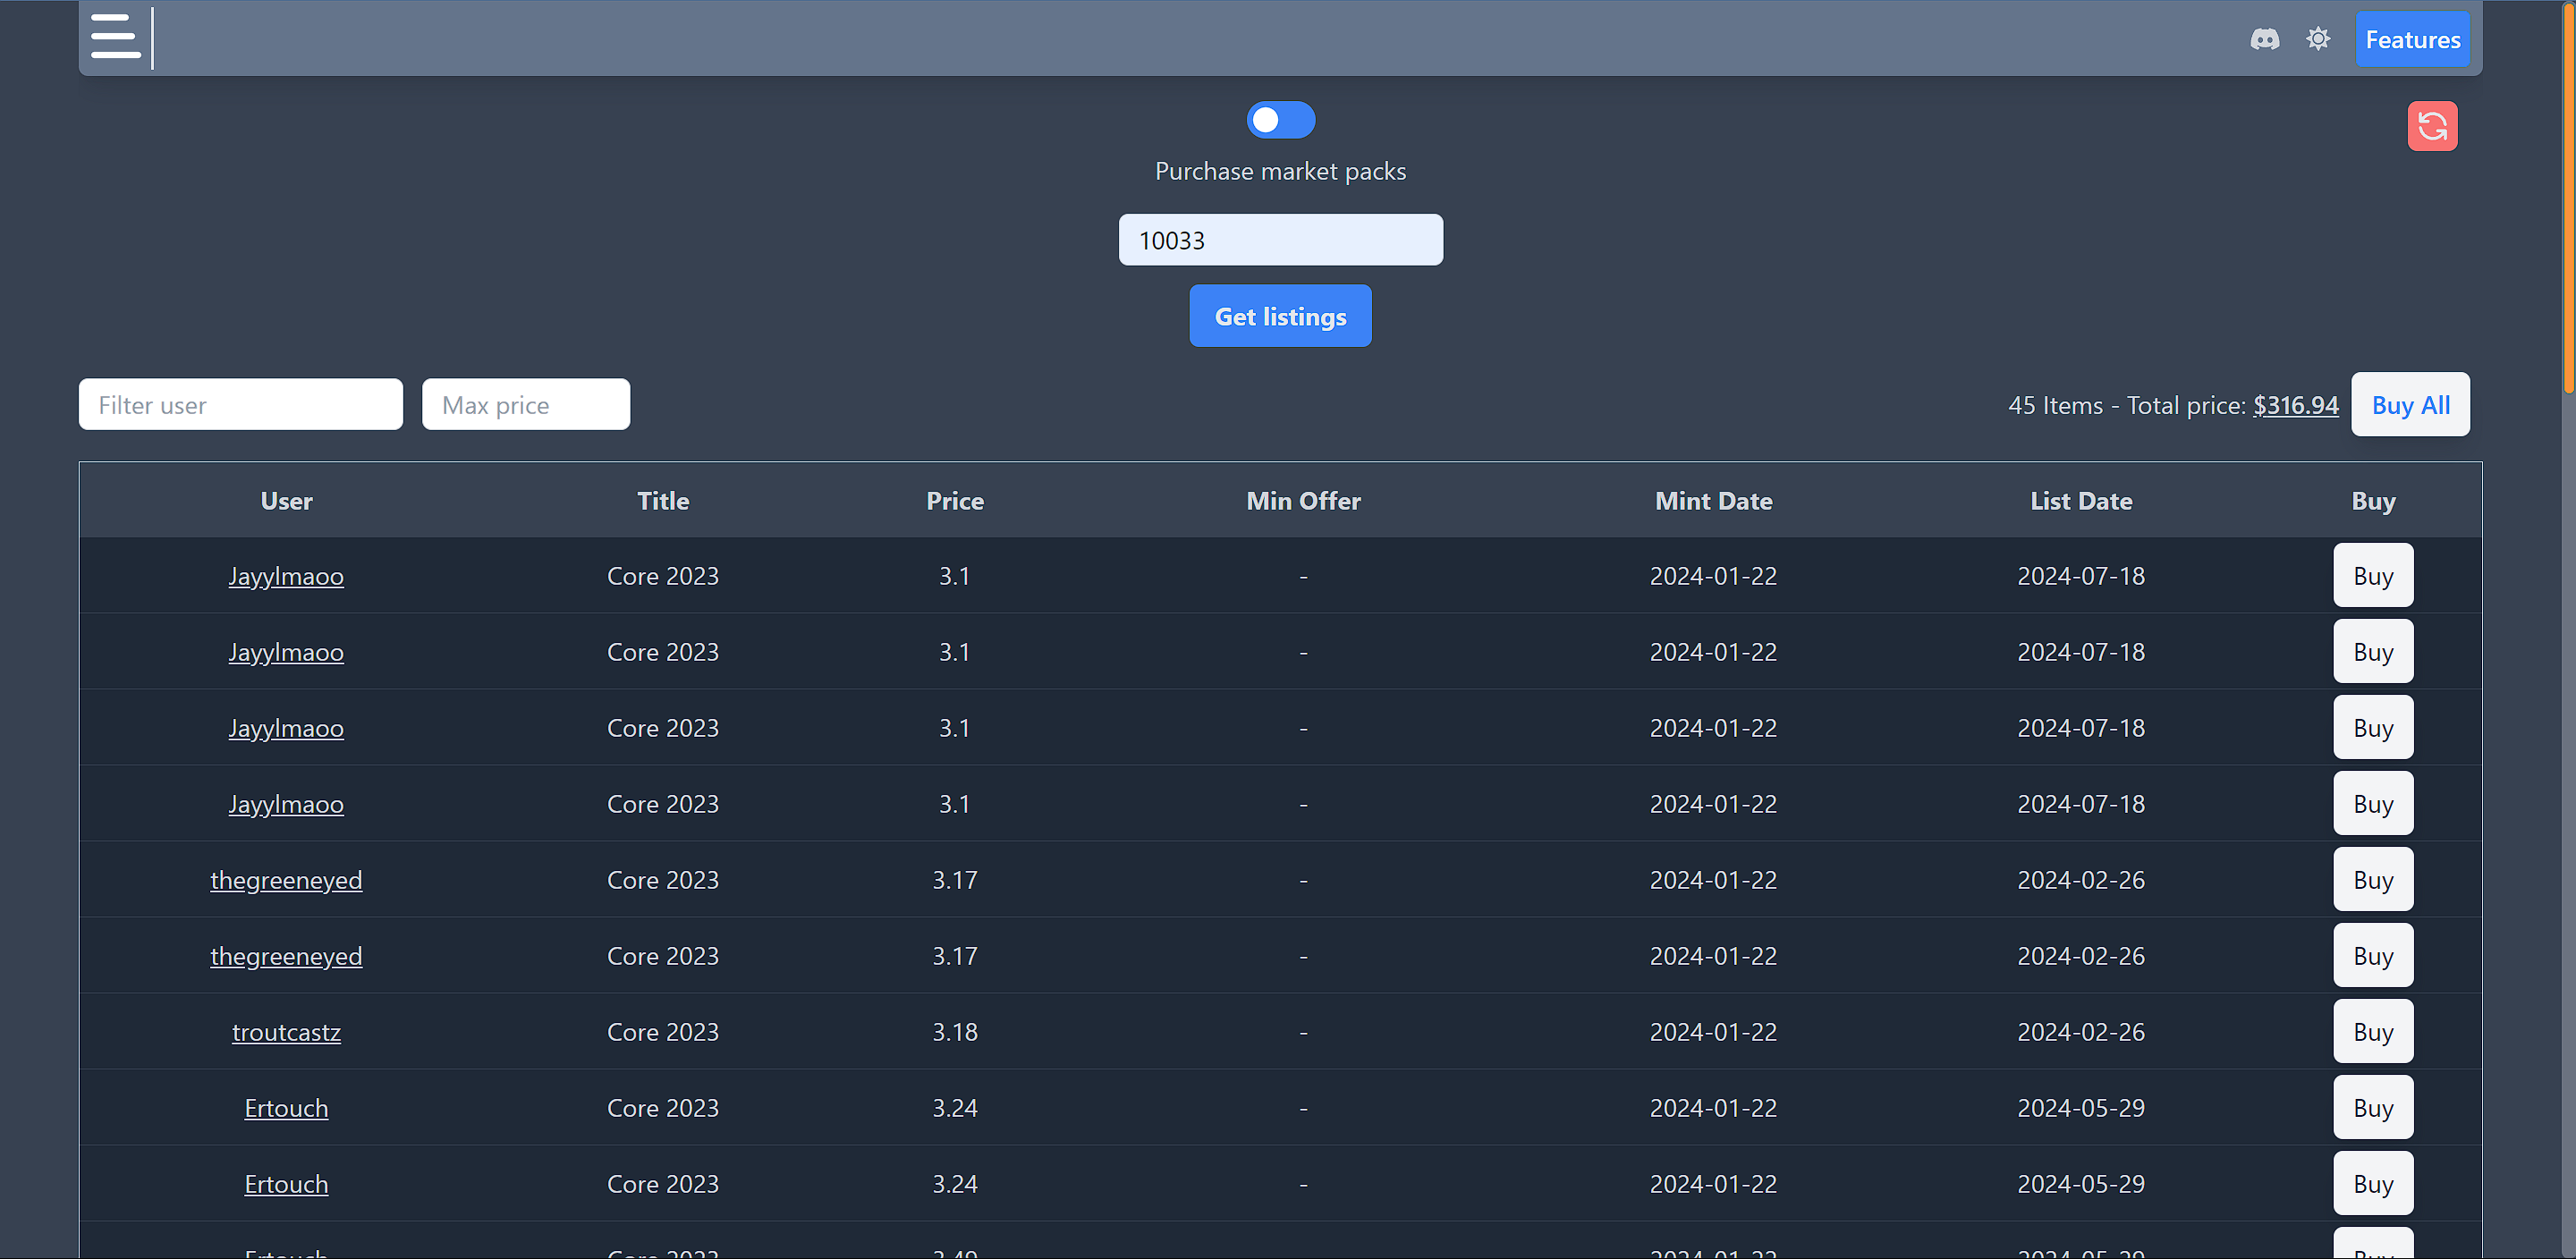 Features
Purchase market packs
10033
Get listings
Filter user Max price 45 Items - Total price: $316.94 Buy All
User Title Price Min Offer Mint Date List Date Buy
Jayylmaoo Core 2023 3.1 - 2024-01-22 2024-07-18 Buy
Jayylmaoo Core 2023 3.1 - 2024-01-22 2024-07-18 Buy
Jayylmaoo Core 2023 3.1 - 2024-01-22 2024-07-18 Buy
Jayylmaoo Core 2023 3.1 - 2024-01-22 2024-07-18 Buy
thegreeneyed Core 2023 3.17 - 2024-01-22 2024-02-26 Buy
thegreeneyed Core 2023 3.17 - 2024-01-22 2024-02-26 Buy
troutcastz Core 2023 3.18 - 2024-01-22 2024-02-26 Buy
Ertouch Core 2023 3.24 - 2024-01-22 2024-05-29 Buy
Ertouch Core 2023 3.24 - 2024-01-22 2024-05-29 Buy